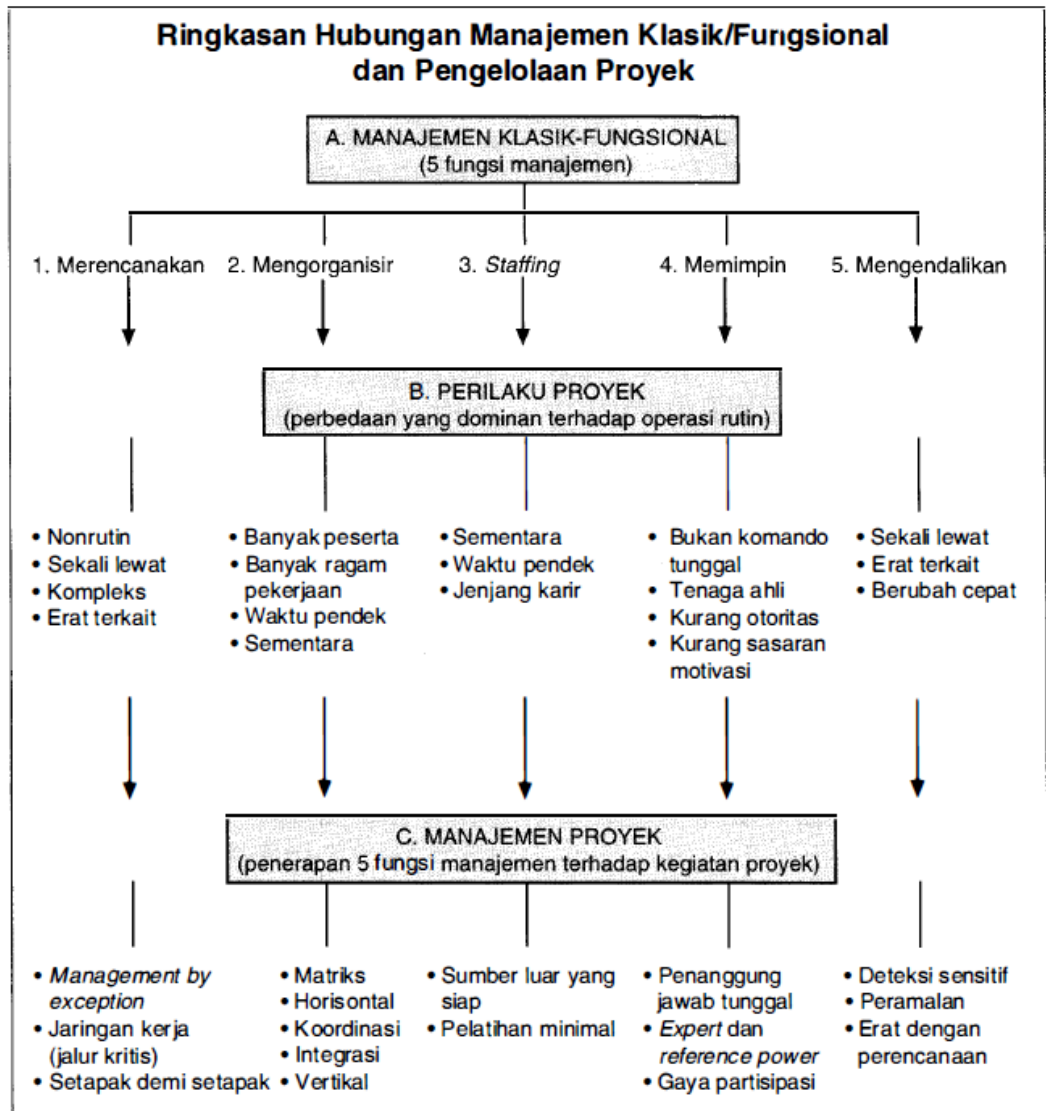 Ringkasan Hubungan Manajemen Klasik/Fungsional
dan Pengelolaan Proyek
A. MANAJEMEN KLASIK-FUNGSIONAL
(5 fungsi manajemen)
1. Merencanakan
2. Mengorganisir
3. Staffing
4. Memimpin
5. Mengendalikan
B. PERILAKU PROYEK
(perbedaan yang dominan terhadap operasi rutin)
• Nonrutin
• Sekali lewat
• Kompleks
• Erat terkait
• Banyak peserta
• Banyak ragam
pekerjaan
• Waktu pendek
• Sementara
• Sementara
• Waktu pendek
• Jenjang karir
• Bukan komando
tunggal
• Tenaga ahli
• Kurang otoritas
• Kurang sasaran
motivasi
• Sekali lewat
• Erat terkait
• Berubah cepat
C. MANAJEMEN PROYEK
(penerapan 5 fungsi manajemen terhadap kegiatan proyek)
• Management by
exception
• Jaringan kerja
(jalur kritis)
• Setapak demi setapak
• Matriks
• Horisontal
• Koordinasi
• Integrasi
• Vertikal
• Sumber luar yang
siap
• Pelatihan minimal
• Penanggung
jawab tunggal
• Expert dan
reference power
• Gaya partisipasi
• Deteksi sensitif
• Peramalan
• Erat dengan
perencanaan